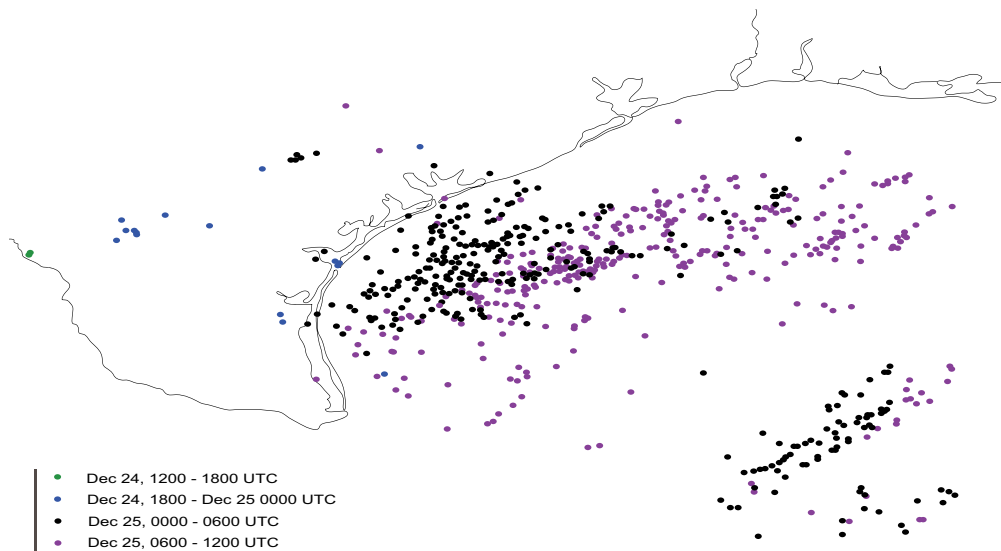 Dec 24, 1200 - 1800 UTC
Dec 24, 1800 - Dec 25 0000 UTC
Dec 25, 0000 - 0600 UTC
Dec 25, 0600 - 1200 UTC